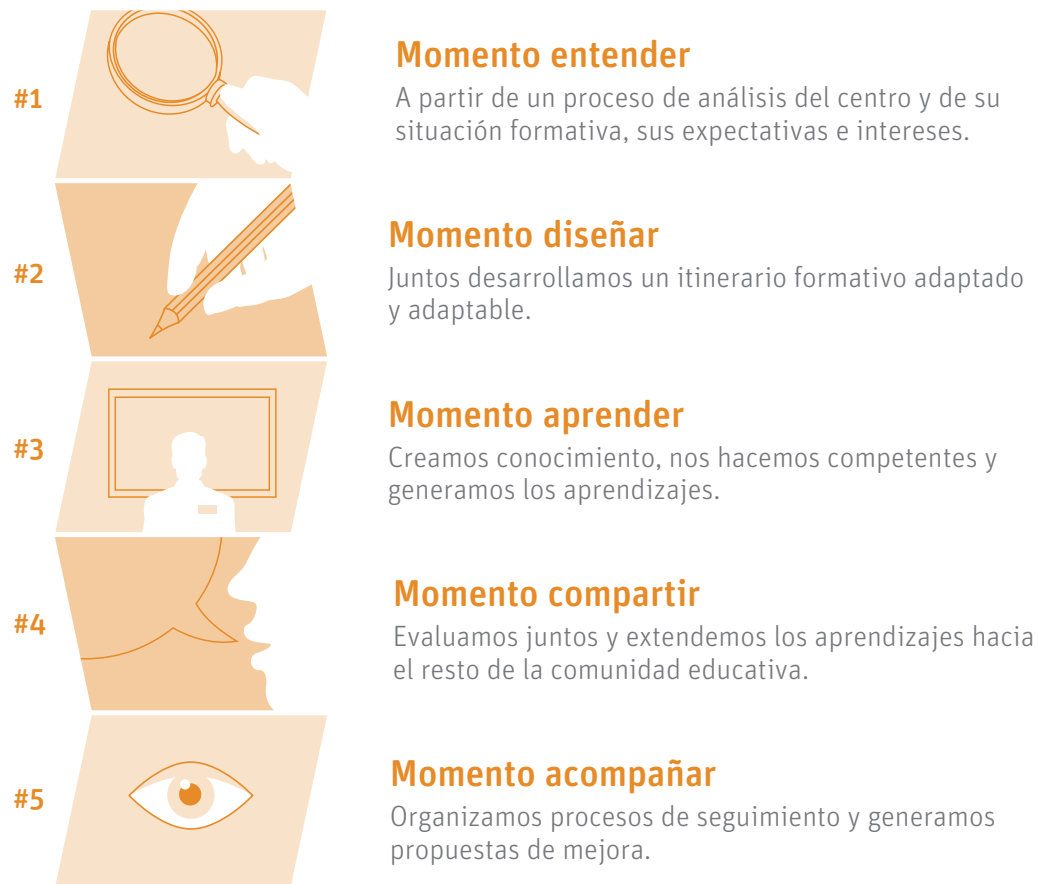 #1
Momento entender
A partir de un proceso de análisis del centro y de su
situación formativa, sus expectativas e intereses.
#2
Momento diseñar
Juntos desarrollamos un itinerario formativo adaptado
y adaptable.
#3
Momento aprender
Creamos conocimiento, nos hacemos competentes y
generamos los aprendizajes.
#4
Momento compartir
Evaluamos juntos y extendemos los aprendizajes hacia
el resto de la comunidad educativa.
#5
Momento acompañar
Organizamos procesos de seguimiento y generamos
propuestas de mejora.